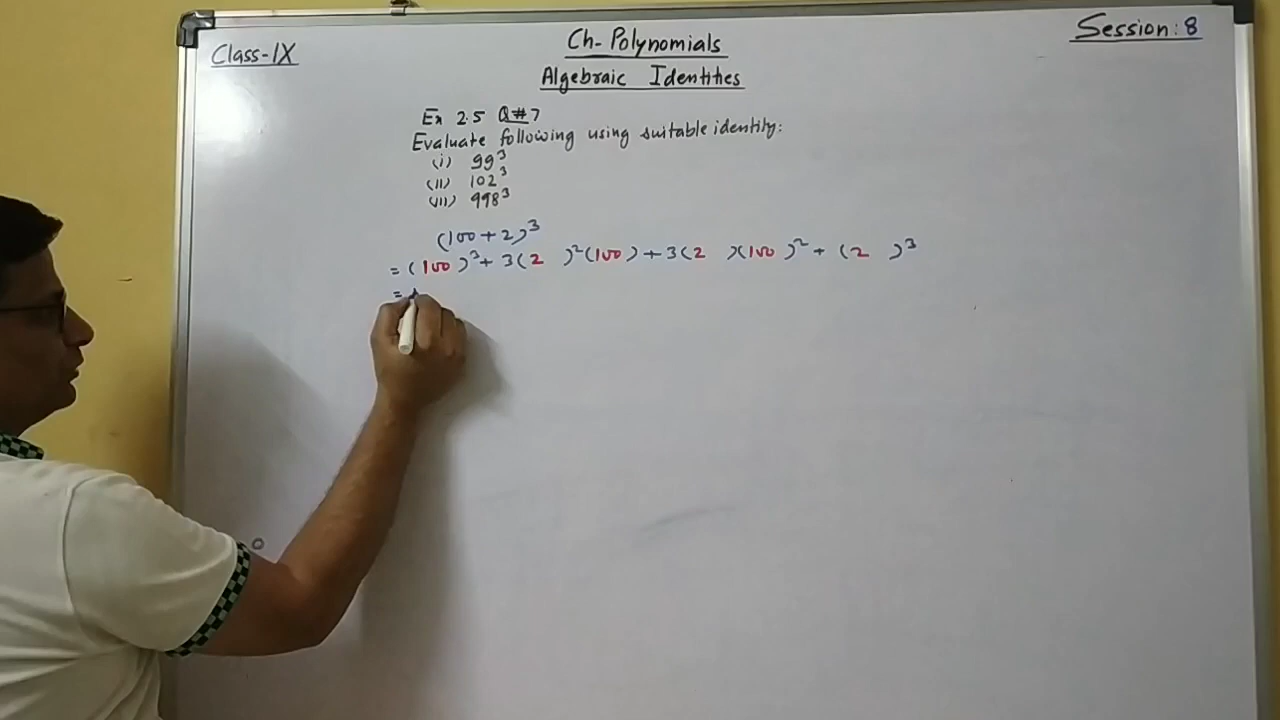 Class-IX
Ch- Polynomials
Session: 8
Algebraic Identities
Ex 2.5 Q#7
Evaluate following using suitable identity:
(i) 99³
(ii) 102³
(iii) 998³
(100+2)³
= (100)³ + 3(2)²(100) + 3(2)(100)² + (2)³
=